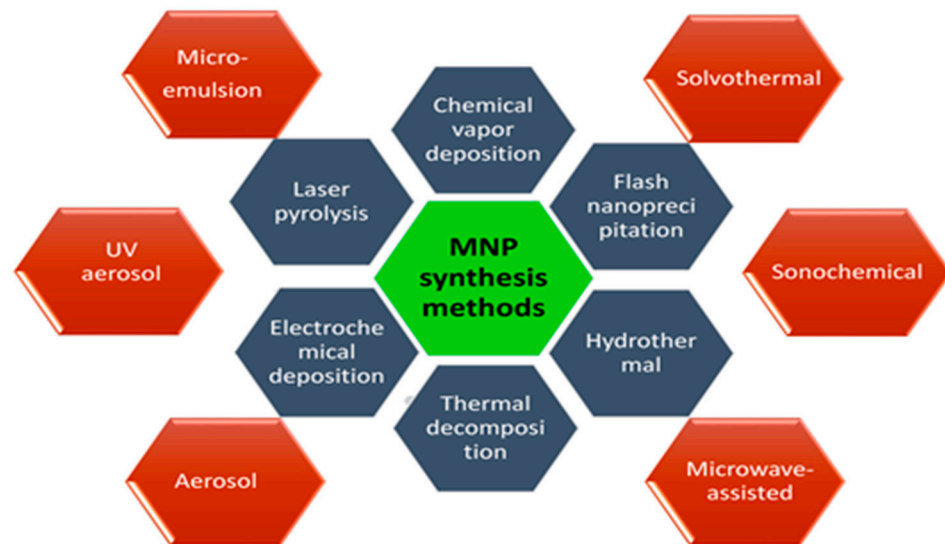 Micro-
emulsion
Chemical
vapor
deposition
Solvothermal
Laser
pyrolysis
Flash
nanopreci
pitation
UV
aerosol
MNP
synthesis
methods
Sonochemical
Electroche
mical
deposition
Hydrother
mal
Thermal
decomposi
tion
Aerosol
Microwave-
assisted